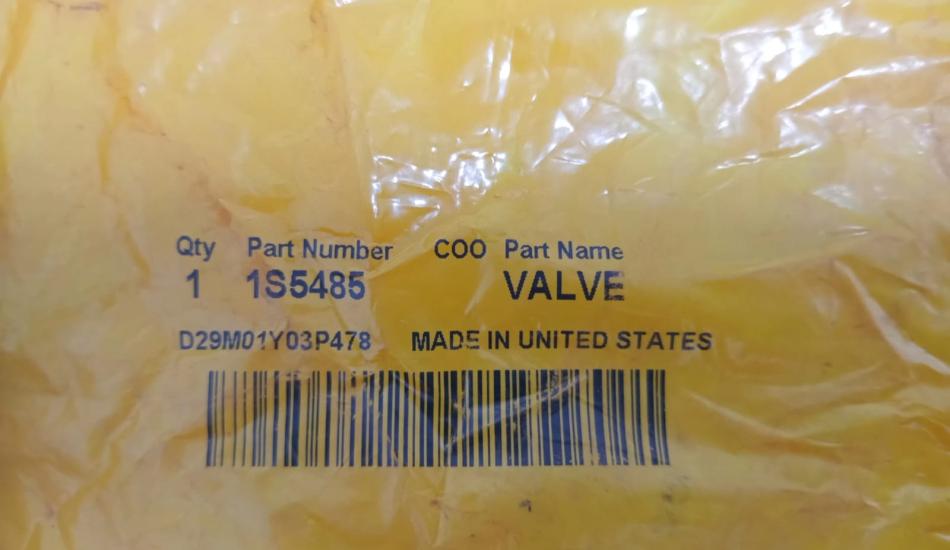 Qty Part Number COO Part Name
1 1S5485 VALVE
D29M01Y03P478 MADE IN UNITED STATES